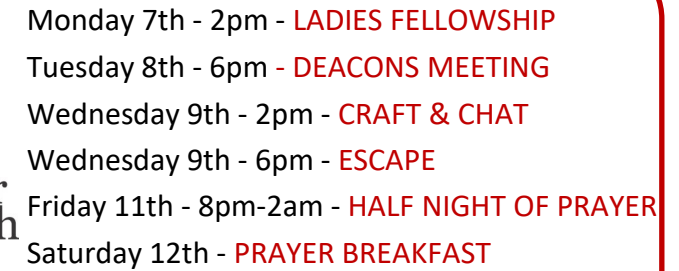 Monday 7th - 2pm - LADIES FELLOWSHIP
Tuesday 8th - 6pm - DEACONS MEETING
Wednesday 9th - 2pm - CRAFT & CHAT
Wednesday 9th - 6pm - ESCAPE
Friday 11th - 8pm-2am - HALF NIGHT OF PRAYER
Saturday 12th - PRAYER BREAKFAST